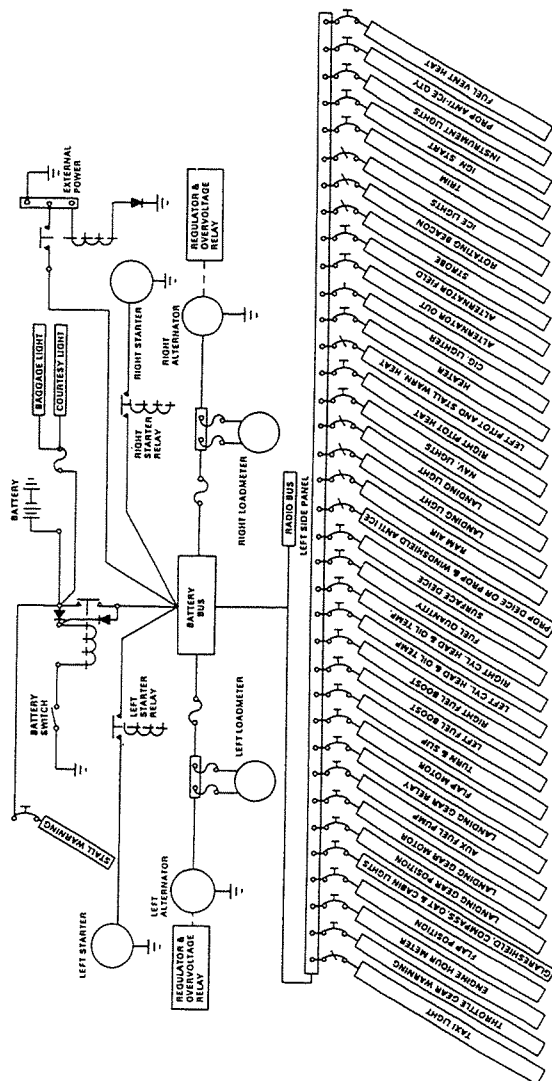 BAGGAGE LIGHT
COURTESY LIGHT
EXTERNAL
POWER
BATTERY
BATTERY
SWITCH
STALL WARNING
RIGHT STARTER
REGULATOR &
OVERVOLTAGE
RELAY
RIGHT
ALTERNATOR
RIGHT
STARTER
RELAY
RIGHT LOADMETER
BATTERY
BUS
LEFT
STARTER
RELAY
LEFT LOADMETER
LEFT STARTER
LEFT
ALTERNATOR
REGULATOR &
OVERVOLTAGE
RELAY
RADIO BUS
LEFT SIDE PANEL
FUEL VENT HEAT
PROP ANTI-ICE QTY
INSTRUMENT LIGHTS
IGN. START
TRIM
ICE LIGHTS
ROTATING BEACON
STROBE
ALTERNATOR FIELD
ALTERNATOR OUT
CIG. LIGHTER
HEATER
LEFT PITOT AND STALL WARN. HEAT
RIGHT PITOT HEAT
NAV. LIGHTS
LANDING LIGHT
LANDING LIGHT
RAM AIR
PROP DEICE OR PROP & WINDSHIELD ANTI ICE
SURFACE DEICE
FUEL QUANTITY
RIGHT CYL. HEAD & OIL TEMP.
LEFT CYL. HEAD & OIL TEMP
RIGHT FUEL BOOST
LEFT FUEL BOOST
TURN & SLIP
FLAP MOTOR
LANDING GEAR RELAY
AUX FUEL PUMP
LANDING GEAR MOTOR
LANDING GEAR POSITION
GLARESHIELD, COMPASS, OAT & CABIN LIGHTS
FLAP POSITION
ENGINE HOUR METER
THROTTLE GEAR WARNING
TAXI LIGHT